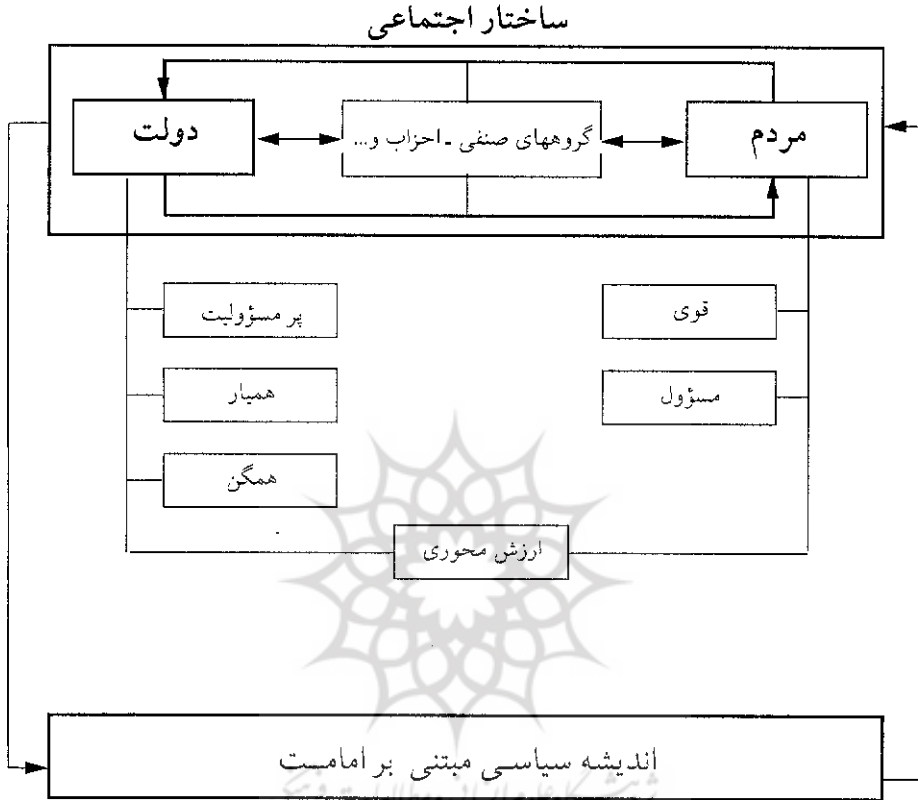 ساختار اجتماعی
مردم
گروههای صنفی ـ احزاب و...
دولت
قوی
پر مسؤولیت
مسؤول
همیار
همگن
ارزش محوری
اندیشه سیاسی مبتنی بر امامت